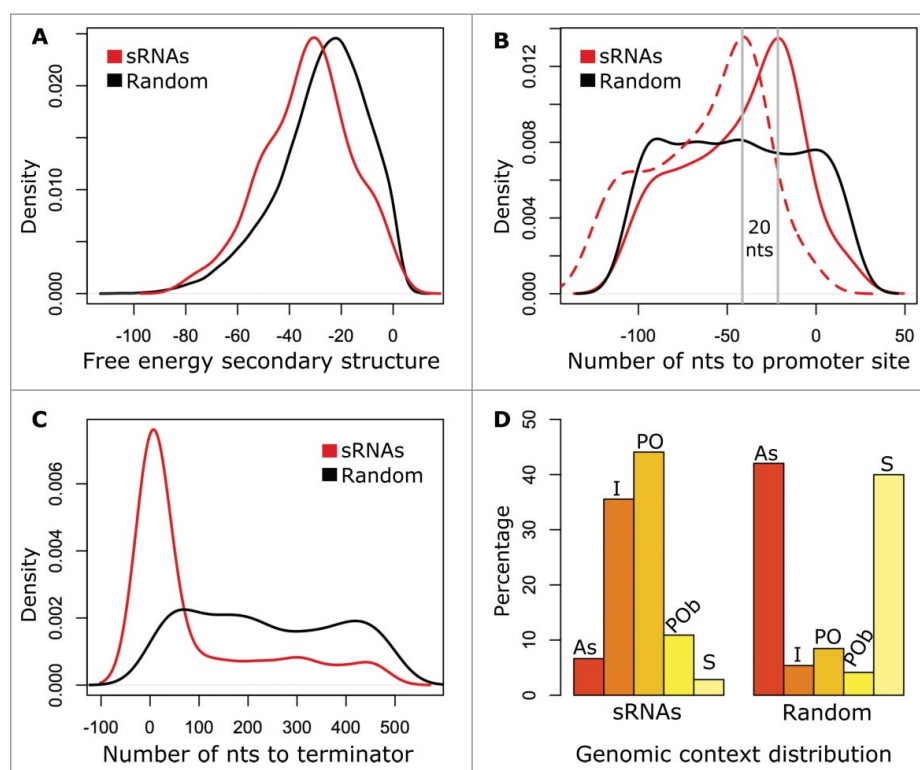 A
sRNAs
Random
Density
0.000
0.010
0.020
-100
-80
-60
-40
-20
0
Free energy secondary structure
B
sRNAs
Random
Density
0.000
0.004
0.008
0.012
20
nts
-100
-50
0
50
Number of nts to promoter site
C
sRNAs
Random
Density
0.000
0.002
0.004
0.006
-100
0
100
200
300
400
500
Number of nts to terminator
D
Percentage
0
10
20
30
40
50
As
I
PO
POb
S
As
I
PO
POb
S
sRNAs
Random
Genomic context distribution